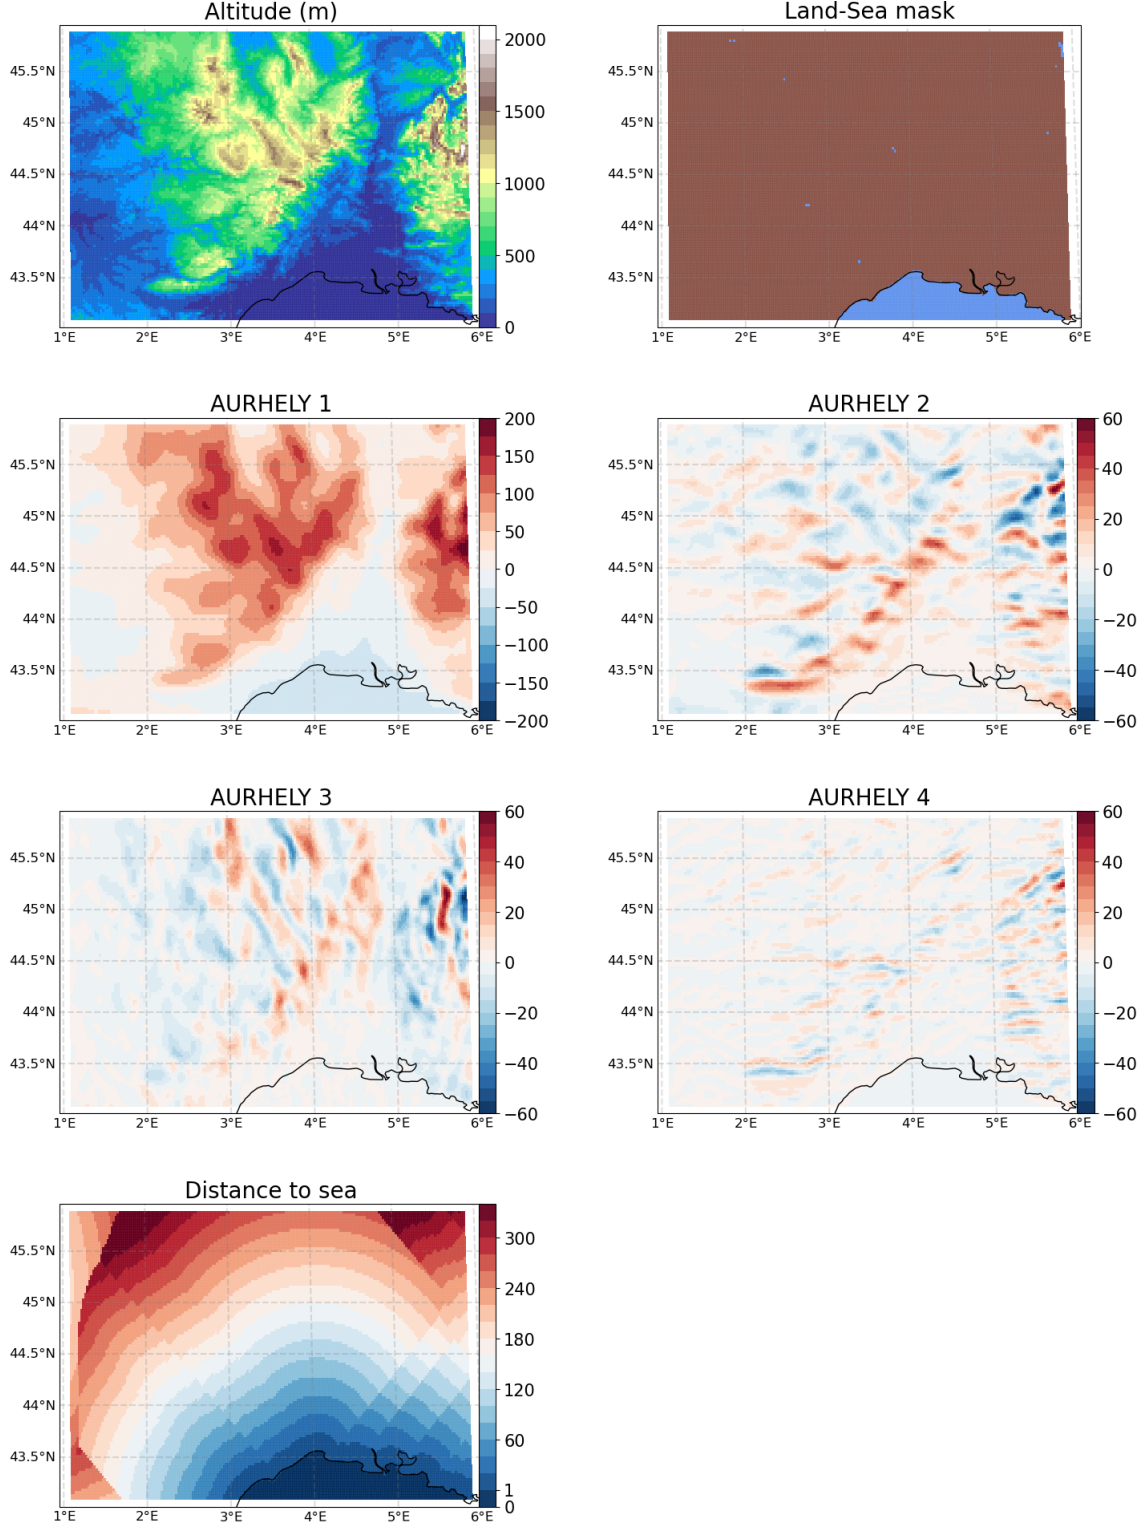 Altitude (m)
45.5°N
45°N
44.5°N
44°N
43.5°N
1°E 2°E 3°E 4°E 5°E 6°E
2000
1500
1000
500
0
Land-Sea mask
45.5°N
45°N
44.5°N
44°N
43.5°N
1°E 2°E 3°E 4°E 5°E 6°E
AURHELY 1
45.5°N
45°N
44.5°N
44°N
43.5°N
1°E 2°E 3°E 4°E 5°E 6°E
200
150
100
50
0
−50
−100
−150
−200
AURHELY 2
45.5°N
45°N
44.5°N
44°N
43.5°N
1°E 2°E 3°E 4°E 5°E 6°E
60
40
20
0
−20
−40
−60
AURHELY 3
45.5°N
45°N
44.5°N
44°N
43.5°N
1°E 2°E 3°E 4°E 5°E 6°E
60
40
20
0
−20
−40
−60
AURHELY 4
45.5°N
45°N
44.5°N
44°N
43.5°N
1°E 2°E 3°E 4°E 5°E 6°E
60
40
20
0
−20
−40
−60
Distance to sea
45.5°N
45°N
44.5°N
44°N
43.5°N
1°E 2°E 3°E 4°E 5°E 6°E
300
240
180
120
60
1
0